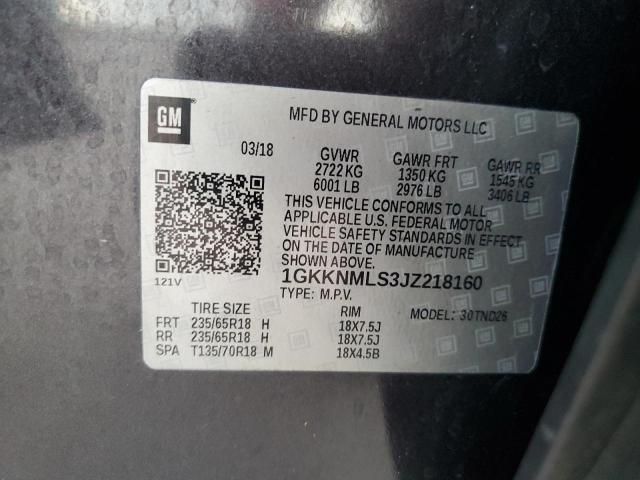 GM
MFD BY GENERAL MOTORS LLC
03/18 GVWR GAWR FRT GAWR RR
2722 KG 1350 KG 1545 KG
6001 LB 2976 LB 3406 LB
THIS VEHICLE CONFORMS TO ALL
APPLICABLE U.S. FEDERAL MOTOR
VEHICLE SAFETY STANDARDS IN EFFECT
ON THE DATE OF MANUFACTURE
SHOWN ABOVE.
121V
1GKKNMLS3JZ218160
TYPE: M.P.V. MODEL: 30TND26
TIRE SIZE RIM
FRT 235/65R18 H 18X7.5J
RR 235/65R18 H 18X7.5J
SPA T135/70R18 M 18X4.5B